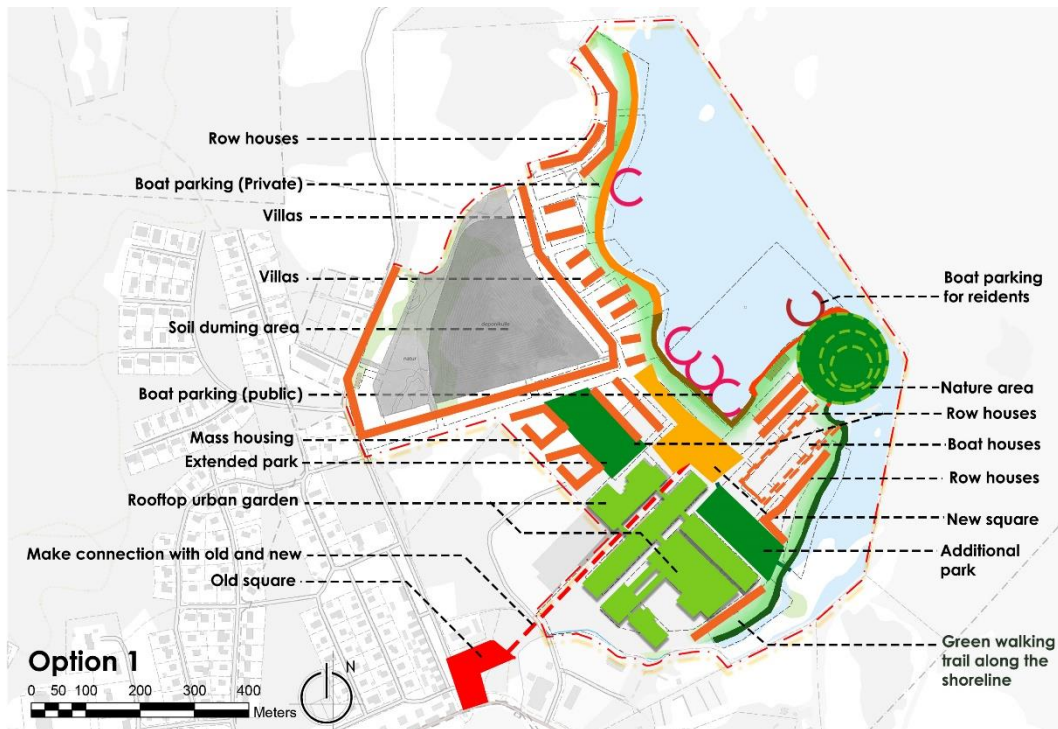 Row houses
Boat parking (Private)
Villas
Villas
Soil duming area
Boat parking (public)
Mass housing
Extended park
Rooftop urban garden
Make connection with old and new
Old square
Boat parking
for reidents
Nature area
Row houses
Boat houses
Row houses
New square
Additional
park
Green walking
trail along the
shoreline
Option 1
N
0 50 100 200 300 400
Meters